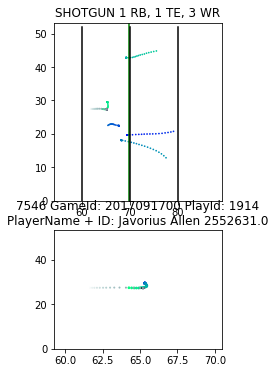 SHOTGUN 1 RB, 1 TE, 3 WR
50
40
30
20
10
0
60 70 80
7546 GameId: 2017091700 PlayId: 1914
PlayerName + ID: Javorius Allen 2552631.0
40
20
0
60.0 62.5 65.0 67.5 70.0